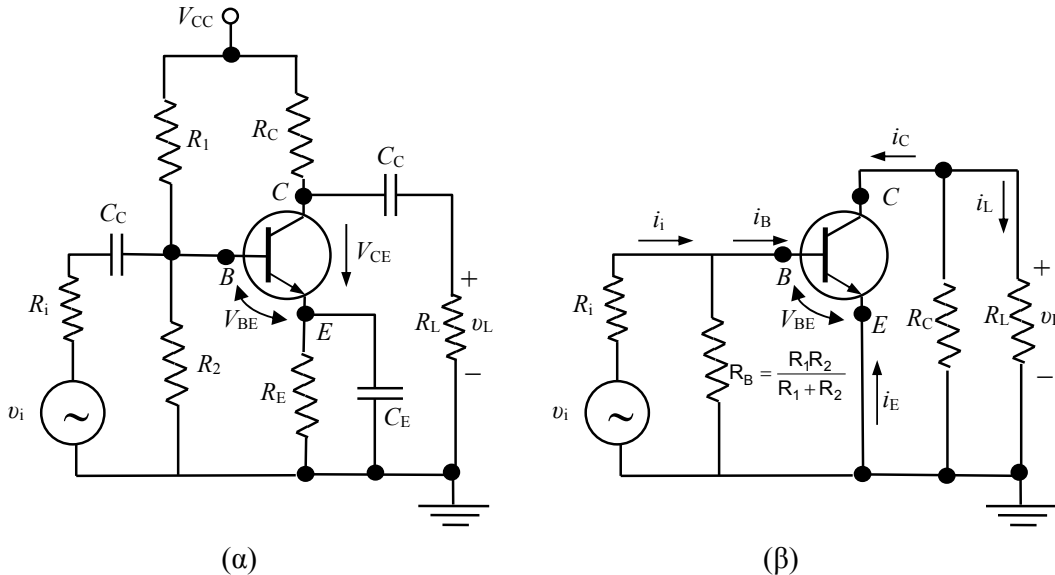 V_CC
R_1
R_C
C_C
C
C_C
V_CE
B
R_i
V_BE
E
+
R_L
υ_L
R_2
−
υ_i
~
R_E
C_E
(α)
i_C
C
i_L
i_i
i_B
B
+
R_i
V_BE
E
R_C
R_L
υ_L
R_B = R_1R_2 / R_1+R_2
−
υ_i
~
i_E
(β)